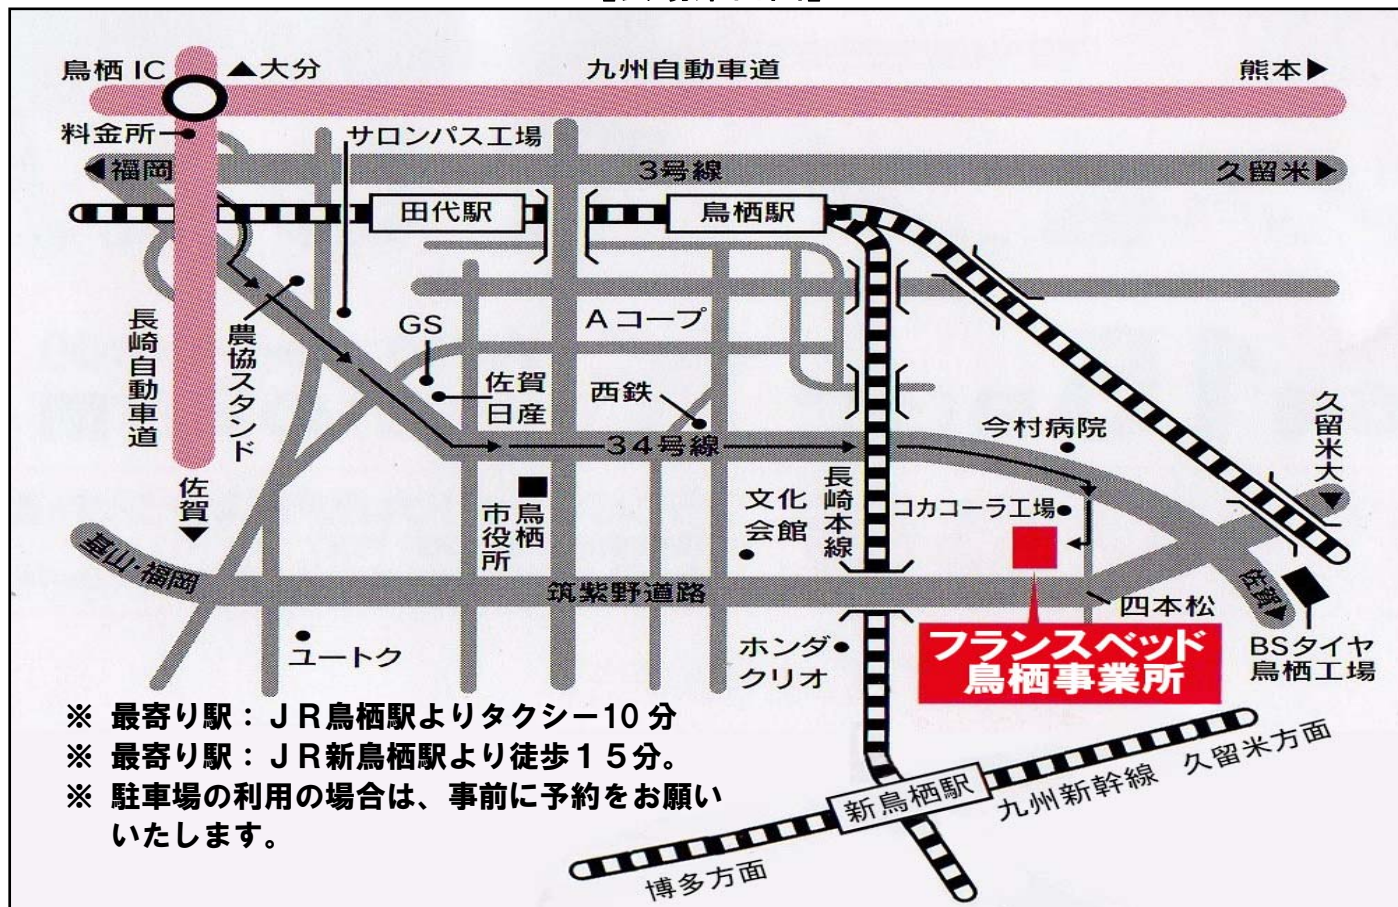 鳥栖 IC
▲大分
九州自動車道
熊本▶
料金所
サロンパス工場
◀福岡
3号線
久留米▶
田代駅
鳥栖駅
長崎自動車道
農協スタンド
GS
佐賀
日産
Aコープ
西鉄
34号線
今村病院
久留米大▼
佐賀▼
鳥栖
市役所
文化
会館
長崎本線
コカコーラ工場
基山・福岡
筑紫野道路
四本松
佐賀▶
BSタイヤ
鳥栖工場
ユートク
ホンダ
クリオ
フランスベッド
鳥栖事業所
※ 最寄り駅：ＪＲ鳥栖駅よりタクシー10分
※ 最寄り駅：ＪＲ新鳥栖駅より徒歩１５分。
※ 駐車場の利用の場合は、事前に予約をお願い
いたします。
新鳥栖駅
九州新幹線
久留米方面
博多方面